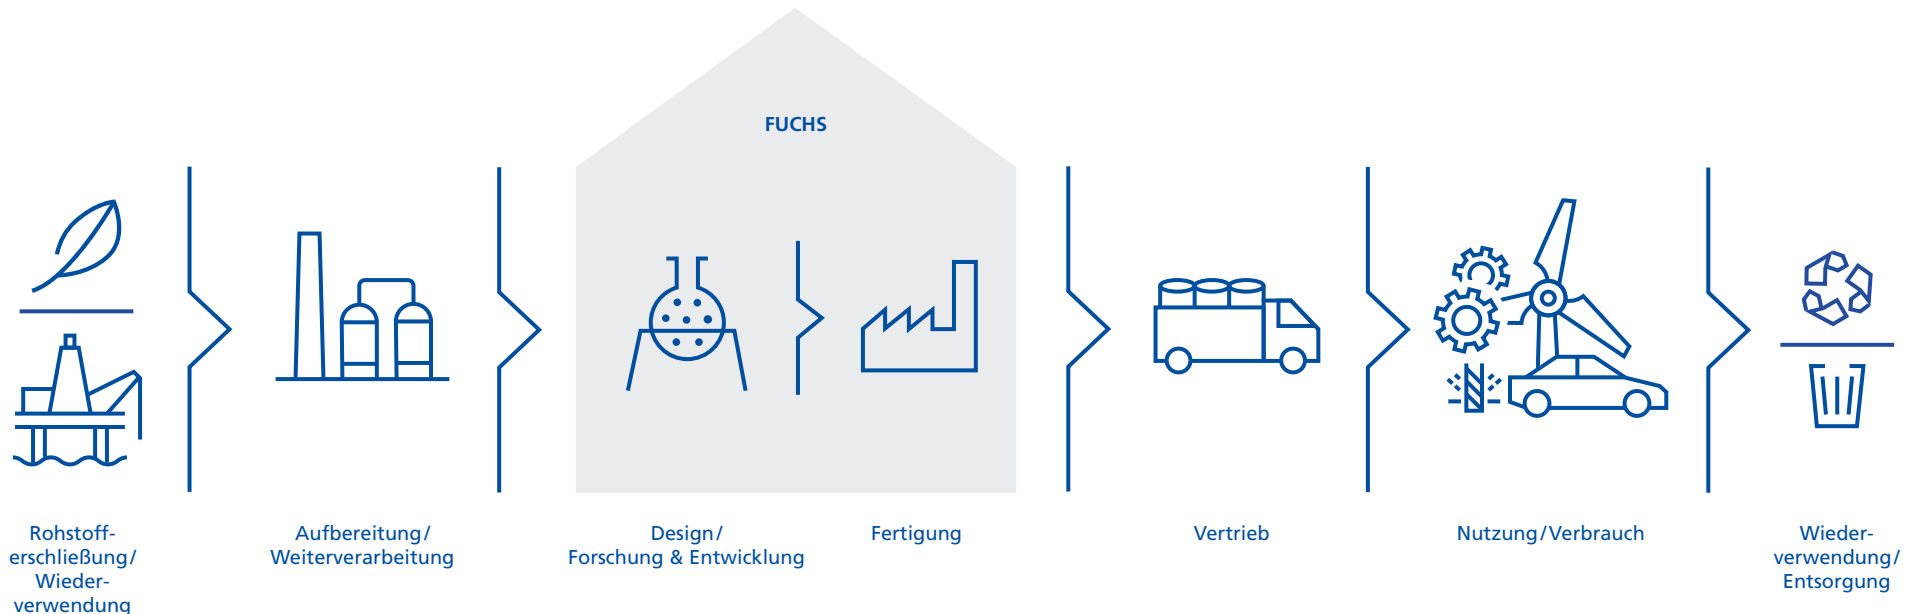 FUCHS
Rohstoff-
erschließung/
Wieder-
verwendung
Aufbereitung/
Weiterverarbeitung
Design/
Forschung & Entwicklung
Fertigung
Vertrieb
Nutzung/Verbrauch
Wieder-
verwendung/
Entsorgung